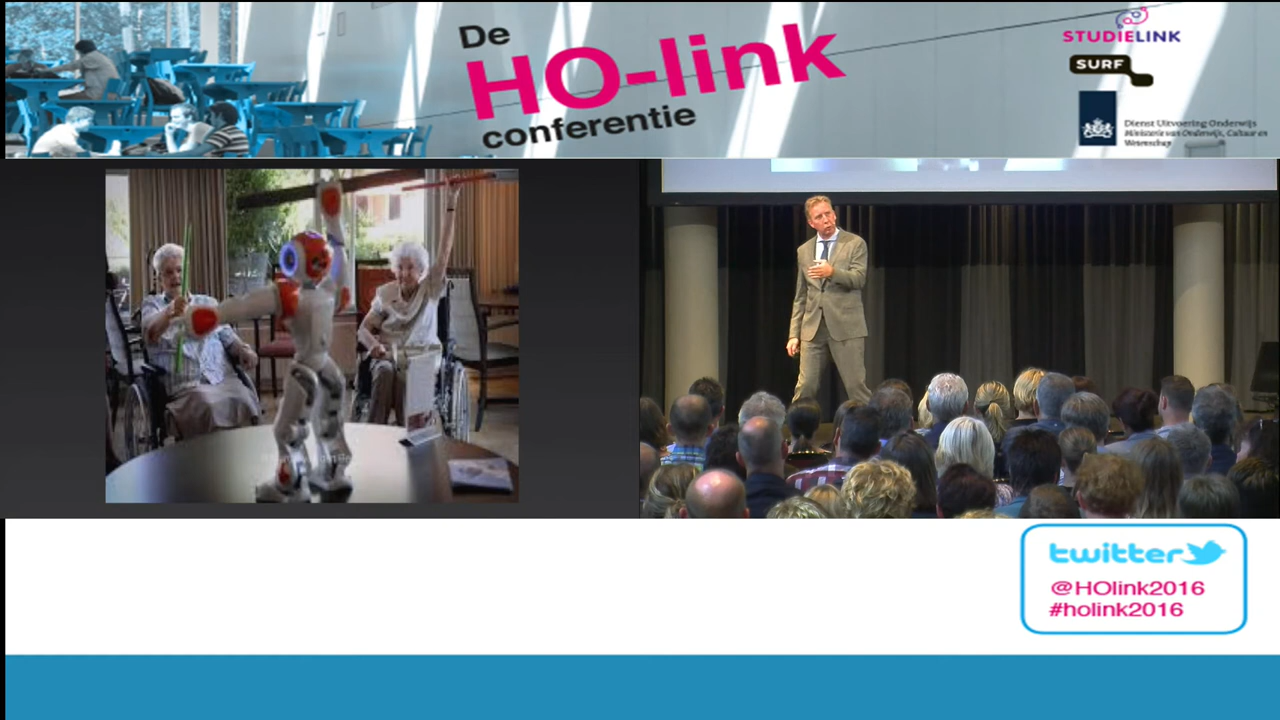 De
HO-link
conferentie
STUDIELINK
SURF
Dienst Uitvoering Onderwijs
Ministerie van Onderwijs, Cultuur en
Wetenschap
twitter
@HOlink2016
#holink2016